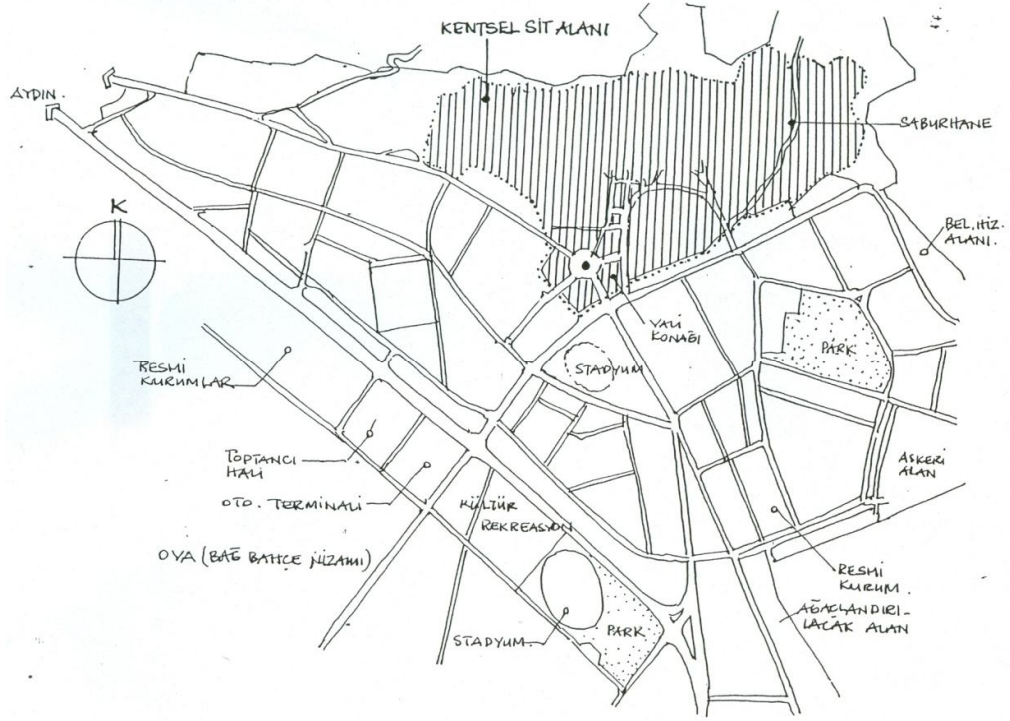 KENTSEL SİT ALANI
AYDIN.
SABURHANE
K
BEL.HİZ.
ALANI.
VALİ
KONAĞI
PARK
STADYUM
RESMİ
KURUMLAR
TOPTANCI
HALİ
OTO. TERMİNALİ
ASKERİ
ALAN
KÜLTÜR
REKREASYON
OVA (BAĞ BAHÇE NİZAMI)
RESMİ
KURUM.
AĞAÇLANDIRI-
LACAK ALAN
STADYUM
PARK